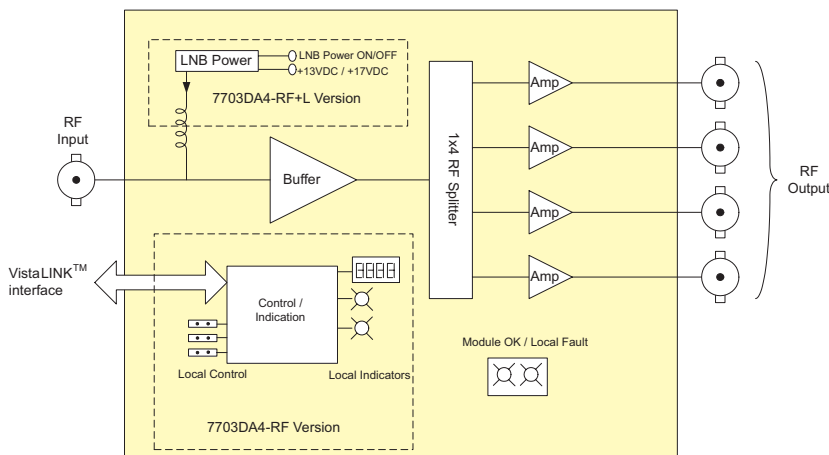 LNB Power
LNB Power ON/OFF
+13VDC / +17VDC
7703DA4-RF+L Version
RF
Input
Buffer
1x4 RF Splitter
Amp
Amp
Amp
Amp
RF
Output
VistaLINK™
interface
Control /
Indication
8888
Local Control
Local Indicators
7703DA4-RF Version
Module OK / Local Fault